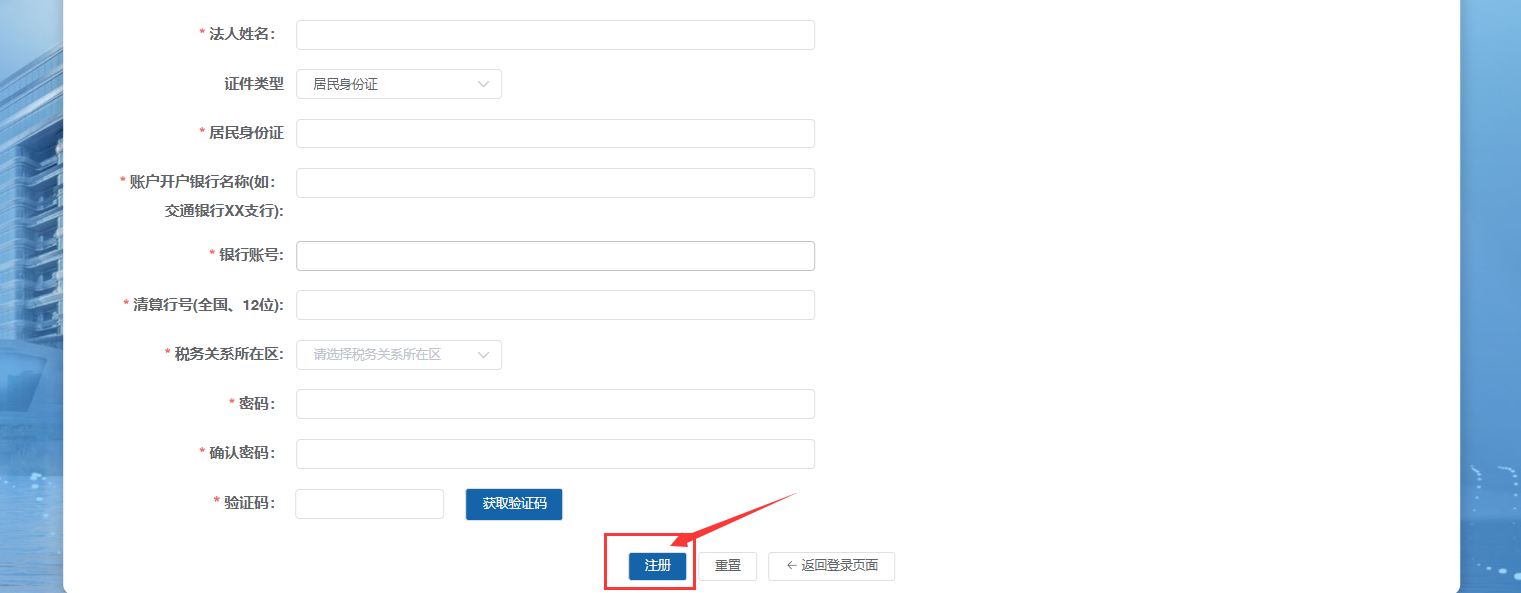 * 法人姓名：
证件类型 居民身份证
* 居民身份证
* 账户开户银行名称(如：
交通银行XX支行):
* 银行账号:
* 清算行号(全国、12位):
* 税务关系所在区: 请选择税务关系所在区
* 密码：
* 确认密码：
* 验证码： 获取验证码
注册 重置 ← 返回登录页面